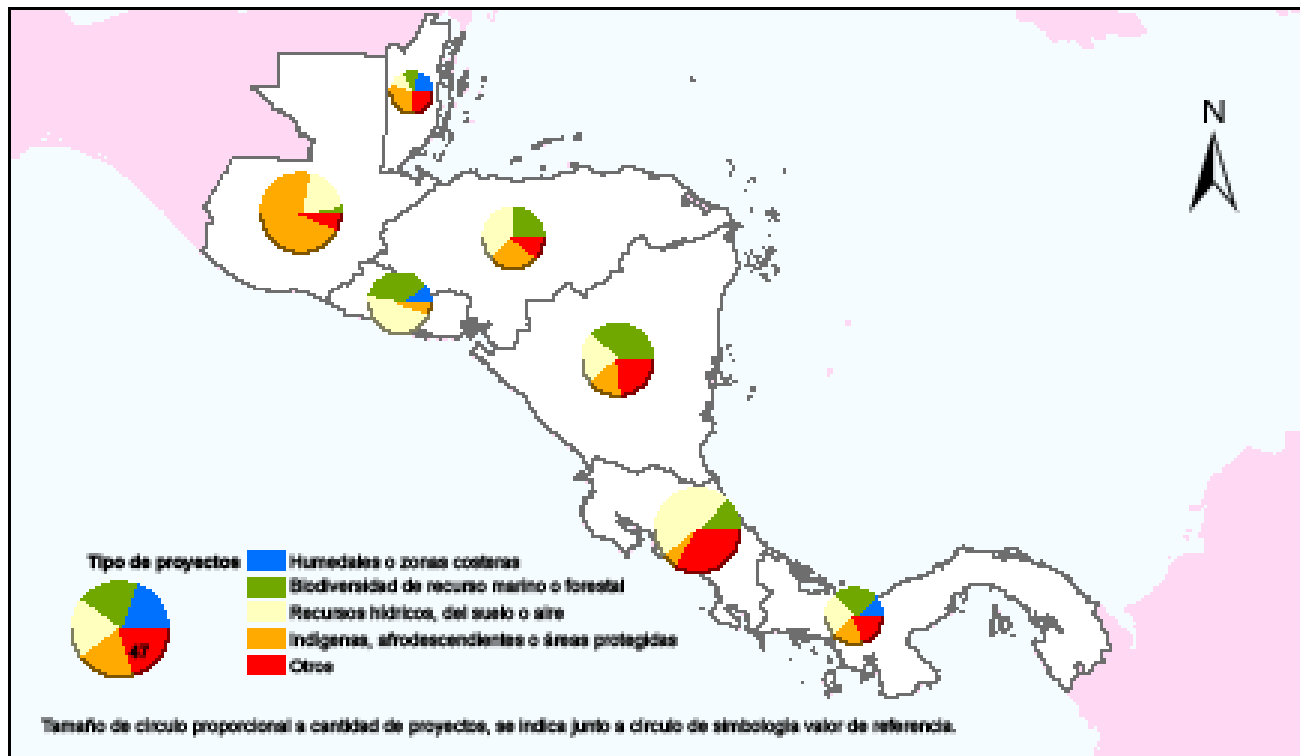 N
Tipo de proyectos
Humedales o zonas costeras
Biodiversidad de recurso marino o forestal
Recursos hídricos, del suelo o aire
Indígenas, afrodescendientes o áreas protegidas
47
Otros
Tamaño de círculo proporcional a cantidad de proyectos, se indica junto a círculo de simbología valor de referencia.